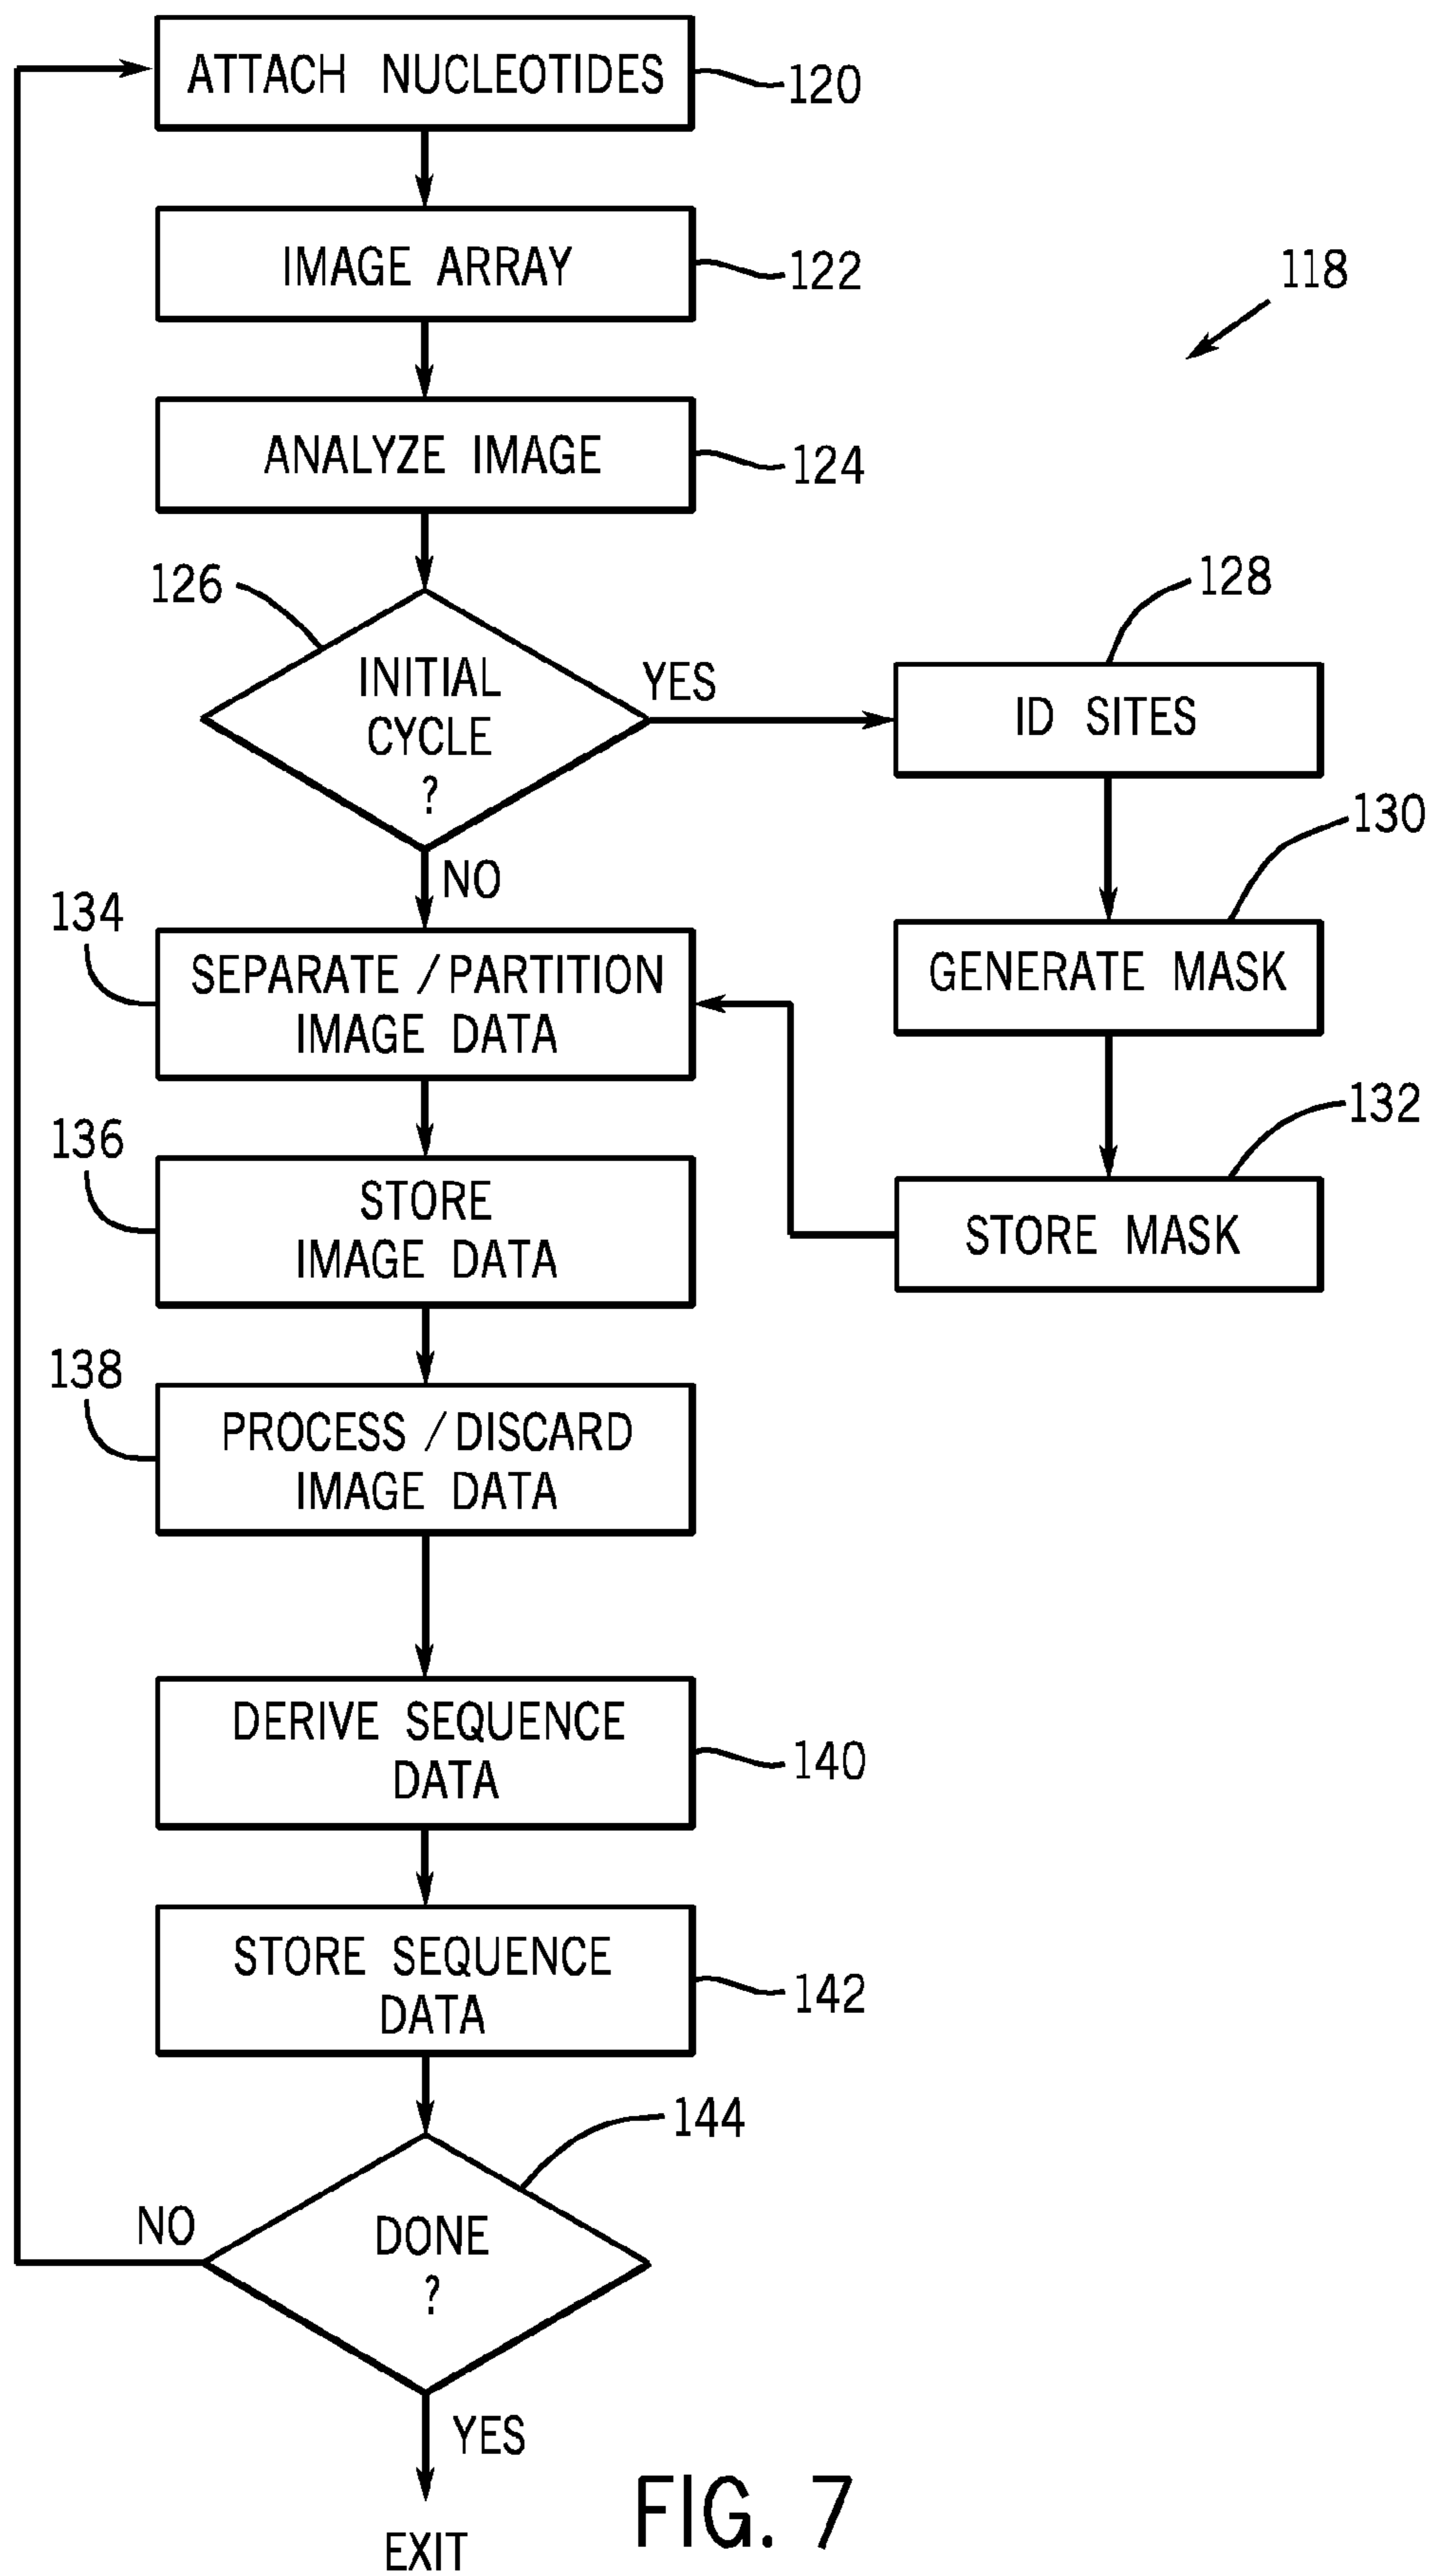 ATTACH NUCLEOTIDES
120
IMAGE ARRAY
122
118
ANALYZE IMAGE
124
126
INITIAL
CYCLE
?
YES
NO
128
ID SITES
130
GENERATE MASK
132
STORE MASK
134
SEPARATE / PARTITION
IMAGE DATA
136
STORE
IMAGE DATA
138
PROCESS / DISCARD
IMAGE DATA
DERIVE SEQUENCE
DATA
140
STORE SEQUENCE
DATA
142
144
DONE
?
NO
YES
EXIT
FIG. 7